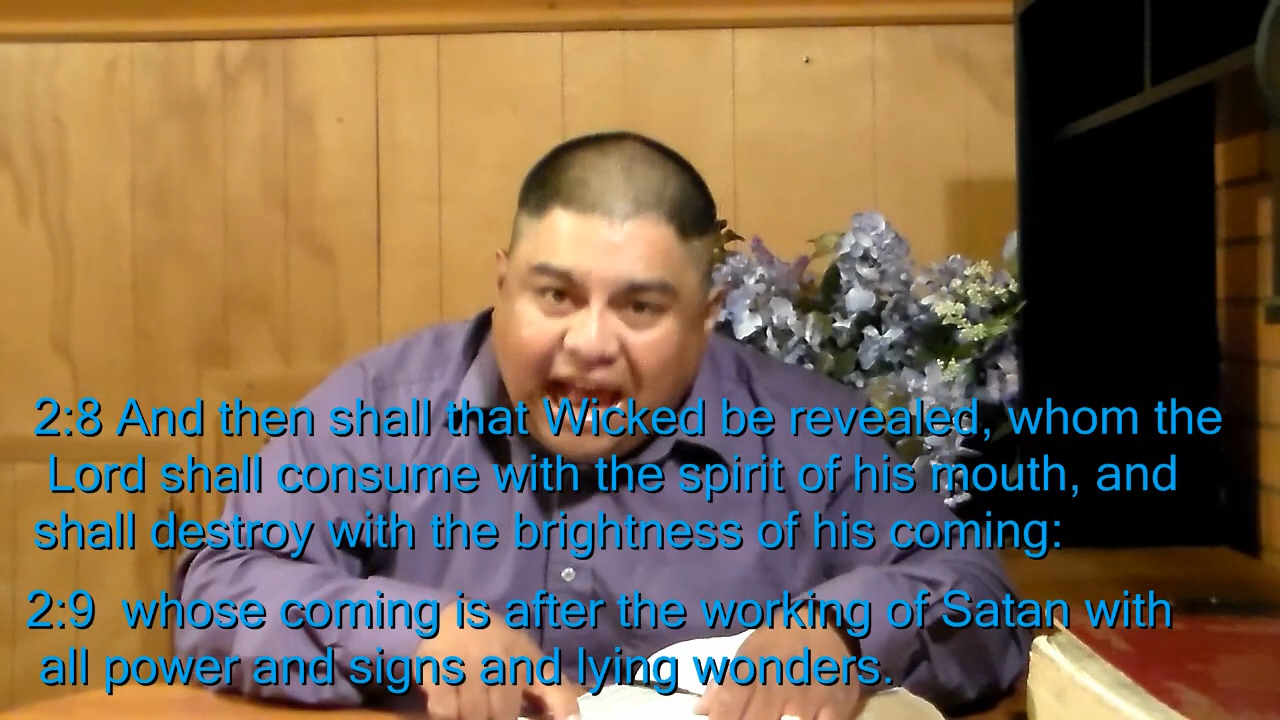 2:8 And then shall that Wicked be revealed, whom the
Lord shall consume with the spirit of his mouth, and
shall destroy with the brightness of his coming:
2:9 whose coming is after the working of Satan with
all power and signs and lying wonders.